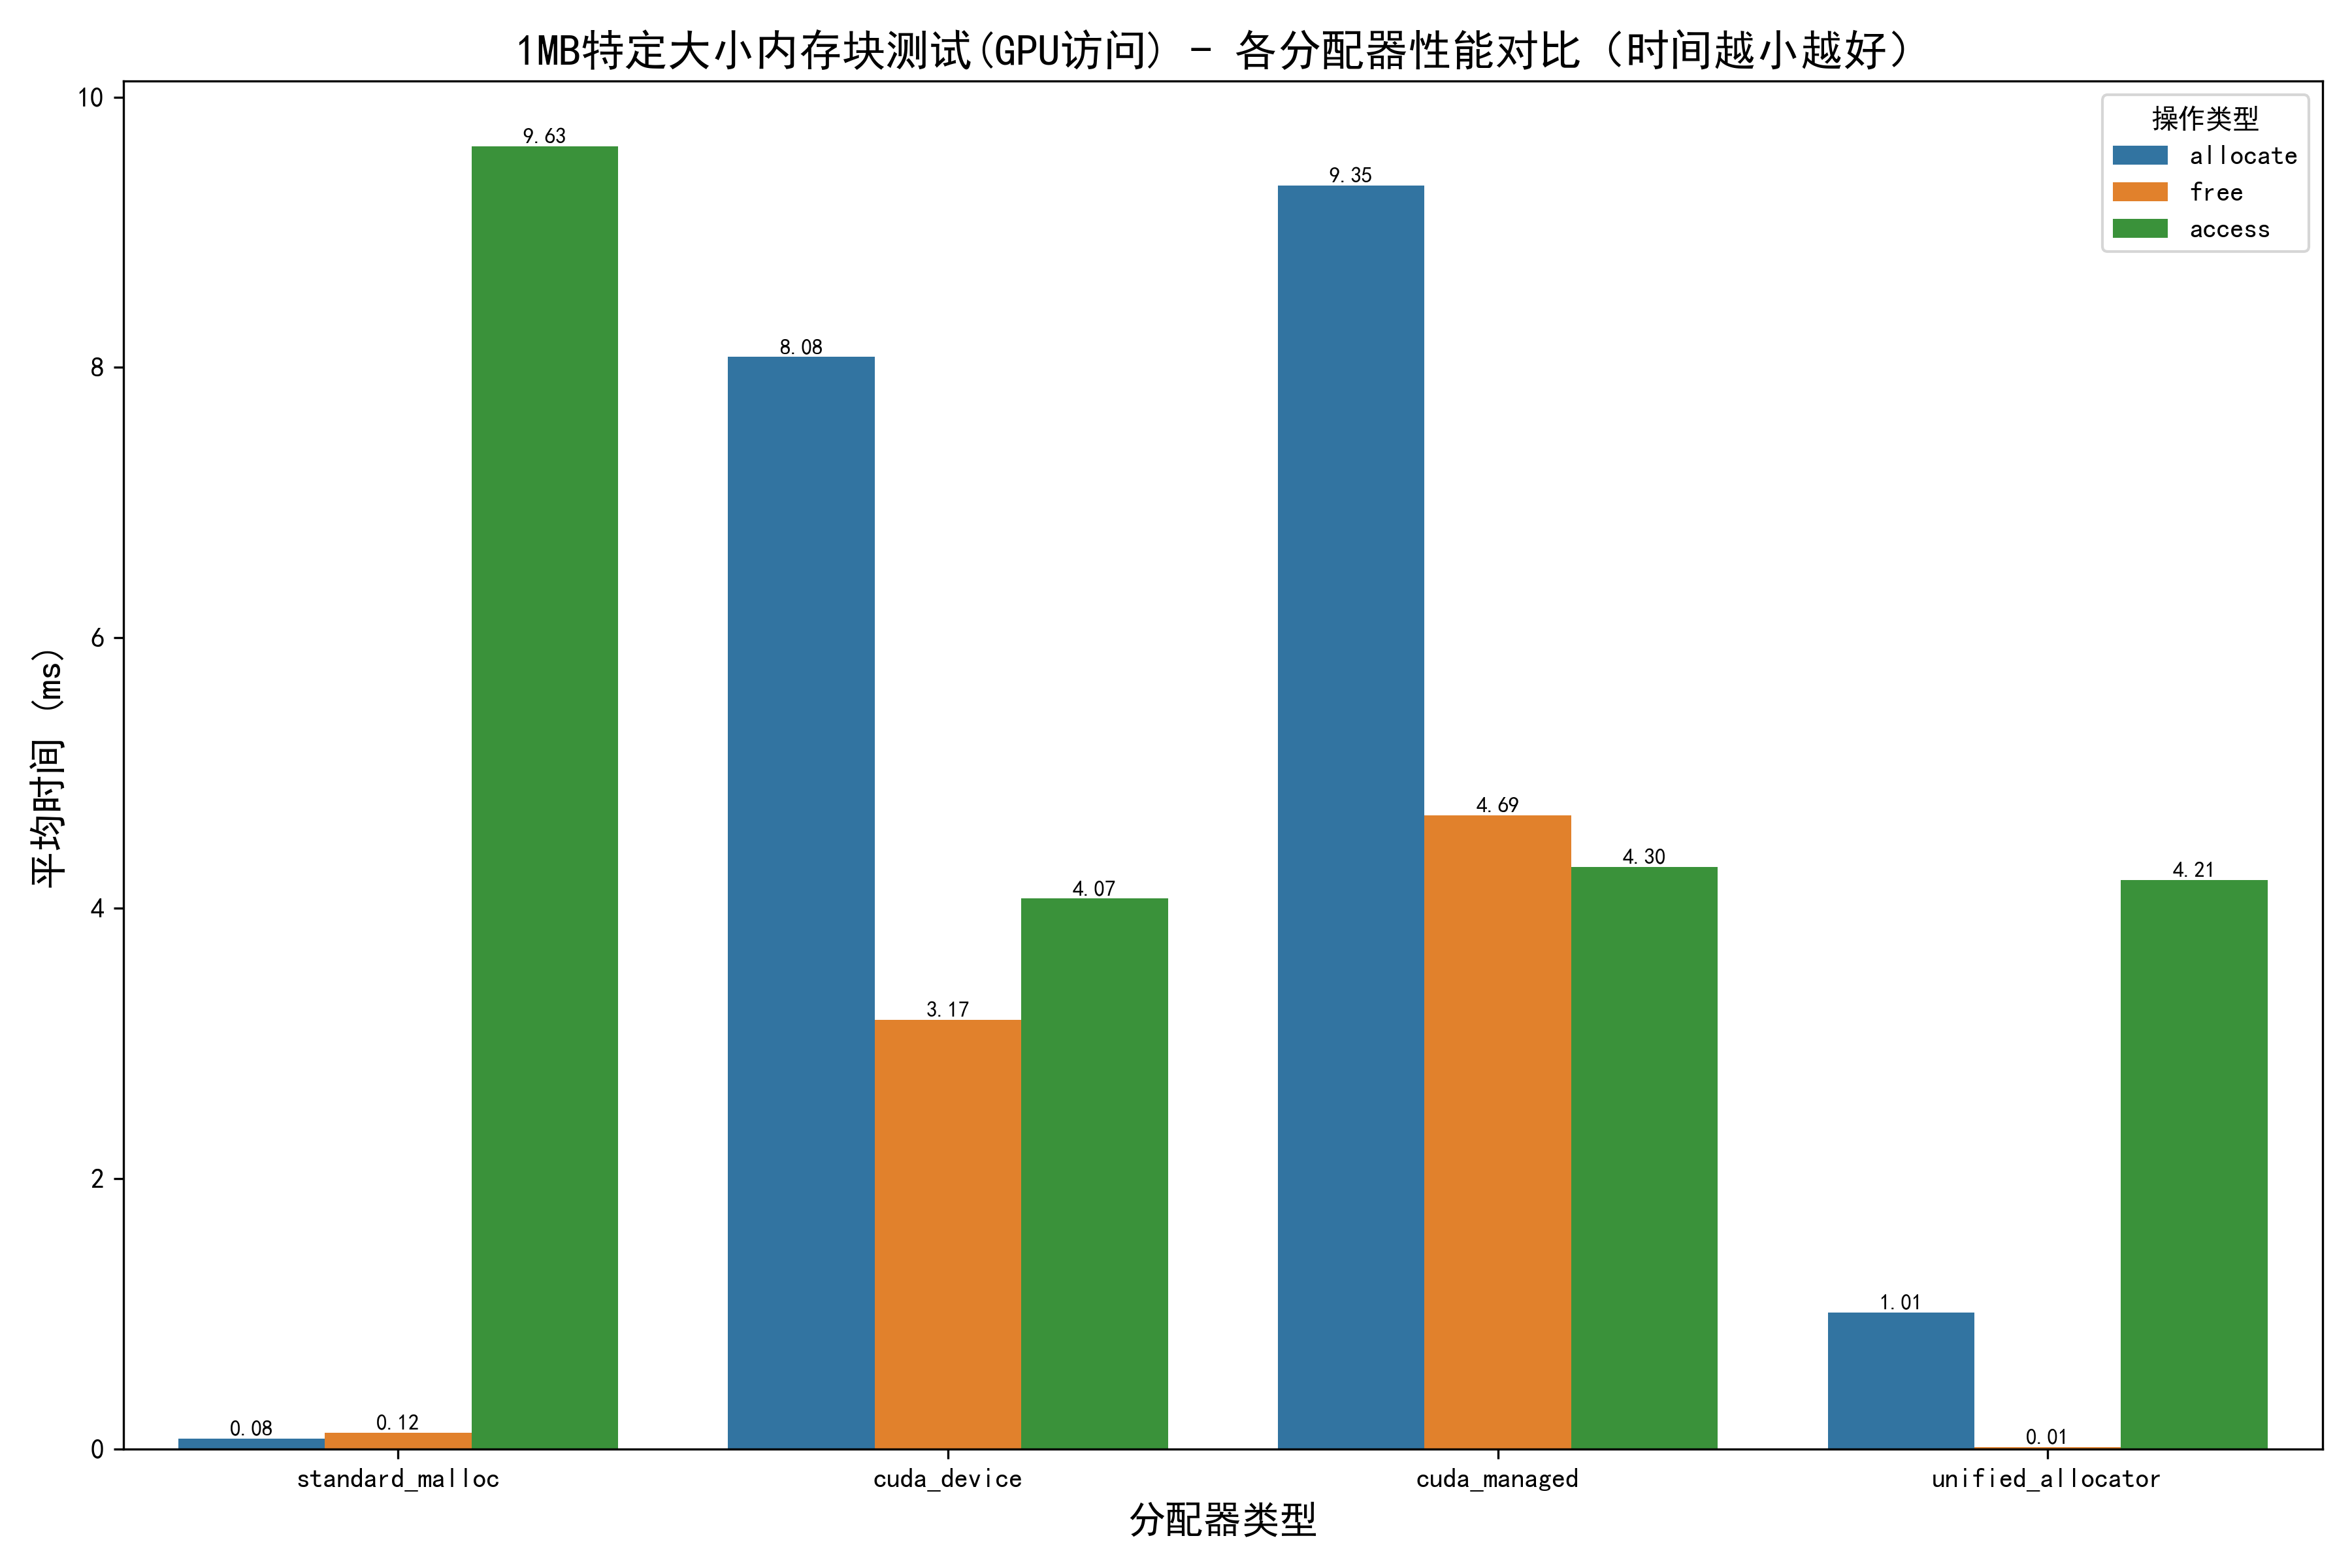 1MB特定大小内存块测试(GPU访问) - 各分配器性能对比 (时间越小越好)
操作类型
allocate
free
access
平均时间 (ms)
10
8
6
4
2
0
0.08
0.12
9.63
8.08
3.17
4.07
9.35
4.69
4.30
1.01
0.01
4.21
standard_malloc
cuda_device
cuda_managed
unified_allocator
分配器类型